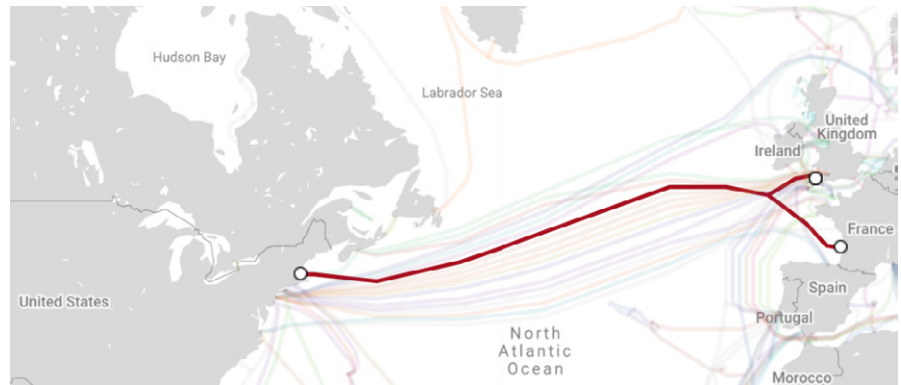 Hudson Bay
Labrador Sea
United
Kingdom
Ireland
France
United States
Spain
Portugal
North
Atlantic
Ocean
Morocco